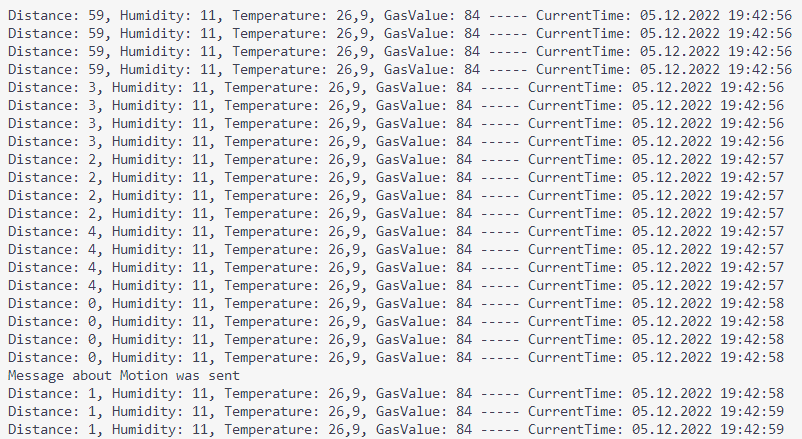 Distance: 59, Humidity: 11, Temperature: 26,9, GasValue: 84 ----- CurrentTime: 05.12.2022 19:42:56
Distance: 59, Humidity: 11, Temperature: 26,9, GasValue: 84 ----- CurrentTime: 05.12.2022 19:42:56
Distance: 59, Humidity: 11, Temperature: 26,9, GasValue: 84 ----- CurrentTime: 05.12.2022 19:42:56
Distance: 59, Humidity: 11, Temperature: 26,9, GasValue: 84 ----- CurrentTime: 05.12.2022 19:42:56
Distance: 3, Humidity: 11, Temperature: 26,9, GasValue: 84 ----- CurrentTime: 05.12.2022 19:42:56
Distance: 3, Humidity: 11, Temperature: 26,9, GasValue: 84 ----- CurrentTime: 05.12.2022 19:42:56
Distance: 3, Humidity: 11, Temperature: 26,9, GasValue: 84 ----- CurrentTime: 05.12.2022 19:42:56
Distance: 3, Humidity: 11, Temperature: 26,9, GasValue: 84 ----- CurrentTime: 05.12.2022 19:42:56
Distance: 2, Humidity: 11, Temperature: 26,9, GasValue: 84 ----- CurrentTime: 05.12.2022 19:42:57
Distance: 2, Humidity: 11, Temperature: 26,9, GasValue: 84 ----- CurrentTime: 05.12.2022 19:42:57
Distance: 2, Humidity: 11, Temperature: 26,9, GasValue: 84 ----- CurrentTime: 05.12.2022 19:42:57
Distance: 2, Humidity: 11, Temperature: 26,9, GasValue: 84 ----- CurrentTime: 05.12.2022 19:42:57
Distance: 4, Humidity: 11, Temperature: 26,9, GasValue: 84 ----- CurrentTime: 05.12.2022 19:42:57
Distance: 4, Humidity: 11, Temperature: 26,9, GasValue: 84 ----- CurrentTime: 05.12.2022 19:42:57
Distance: 4, Humidity: 11, Temperature: 26,9, GasValue: 84 ----- CurrentTime: 05.12.2022 19:42:57
Distance: 4, Humidity: 11, Temperature: 26,9, GasValue: 84 ----- CurrentTime: 05.12.2022 19:42:57
Distance: 0, Humidity: 11, Temperature: 26,9, GasValue: 84 ----- CurrentTime: 05.12.2022 19:42:58
Distance: 0, Humidity: 11, Temperature: 26,9, GasValue: 84 ----- CurrentTime: 05.12.2022 19:42:58
Distance: 0, Humidity: 11, Temperature: 26,9, GasValue: 84 ----- CurrentTime: 05.12.2022 19:42:58
Distance: 0, Humidity: 11, Temperature: 26,9, GasValue: 84 ----- CurrentTime: 05.12.2022 19:42:58
Message about Motion was sent
Distance: 1, Humidity: 11, Temperature: 26,9, GasValue: 84 ----- CurrentTime: 05.12.2022 19:42:58
Distance: 1, Humidity: 11, Temperature: 26,9, GasValue: 84 ----- CurrentTime: 05.12.2022 19:42:59
Distance: 1, Humidity: 11, Temperature: 26,9, GasValue: 84 ----- CurrentTime: 05.12.2022 19:42:59